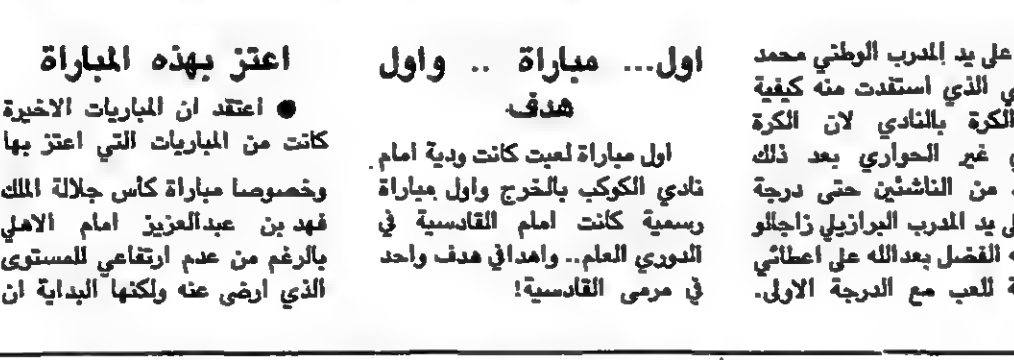 على يد المدرب الوطني محمد
الذي استفدت منه كيفية
الكرة بالنادي لان الكرة
غير الحواري بعد ذلك
من الناشئين حتى درجة
يد المدرب البرازيلي زاجالو
الفضل بعدالله على اعطائي
للعب مع الدرجة الاولى.
اول... مباراة .. واول
هدف
اول مباراة لعبت كانت ودية امام
نادي الكوكب بالخرج واول مباراة
رسمية كانت امام القادسية في
الدوري العام.. واهدافي هدف واحد
في مرمى القادسية!
اعتز بهذه المباراة
● اعتقد ان المباريات الاخيرة
كانت من المباريات التي اعتز بها
وخصوصا مباراة كأس جلالة الملك
فهد بن عبدالعزيز امام الاهلي
بالرغم من عدم ارتفاعي للمستوى
الذي ارضى عنه ولكنها البداية ان